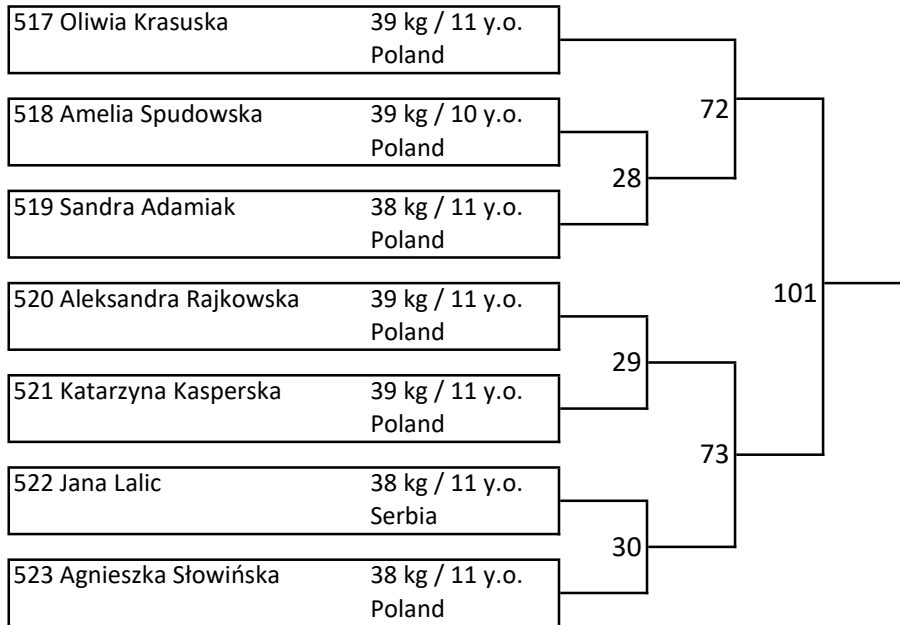 517 Oliwia Krasuska 39 kg / 11 y.o.
Poland
72
518 Amelia Spudowska 39 kg / 10 y.o.
Poland
28
519 Sandra Adamiak 38 kg / 11 y.o.
Poland
101
520 Aleksandra Rajkowska 39 kg / 11 y.o.
Poland
29
521 Katarzyna Kasperska 39 kg / 11 y.o.
Poland
73
522 Jana Lalic 38 kg / 11 y.o.
Serbia
30
523 Agnieszka Słowińska 38 kg / 11 y.o.
Poland